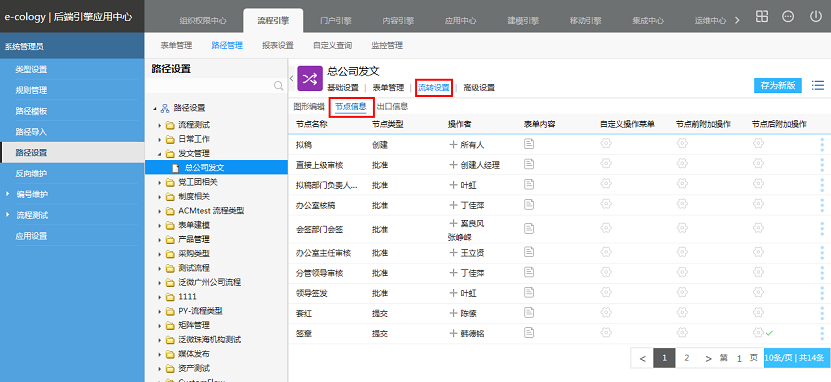 e-cology | 后端引擎应用中心
组织权限中心 流程引擎 门户引擎 内容引擎 应用中心 建模引擎 移动引擎 集成中心 运维中心
系统管理员
表单管理 路径管理 报表设置 自定义查询 监控管理
类型设置
规则管理
路径模板
路径导入
路径设置
反向维护
编号维护
流程测试
应用设置
路径设置
路径设置
流程测试
日常工作
发文管理
总公司发文
党工团相关
制度相关
ACMtest 流程类型
表单建模
产品管理
采购类型
测试流程
泛微广州公司流程
1111
PY-流程类型
矩阵管理
泛微珠海机构测试
媒体发布
资产测试
CustomFlow
总公司发文
基础设置 | 表单管理 | 流转设置 | 高级设置
存为新版
图形编辑 节点信息 出口信息
节点名称 节点类型 操作者 表单内容 自定义操作菜单 节点前附加操作 节点后附加操作
拟稿 创建 所有人
直接上级审核 批准 创建人经理
拟稿部门负责人... 批准 叶虹
办公室核稿 批准 丁佳萍
会签部门会签 批准 奚良风
张峥嵘
办公室主任审核 批准 王立贤
分管领导审核 批准 丁佳萍
领导签发 批准 叶虹
套红 提交
签章 提交 韩德铭
< 1 2 > 第 1 页 10条/页 | 共14条